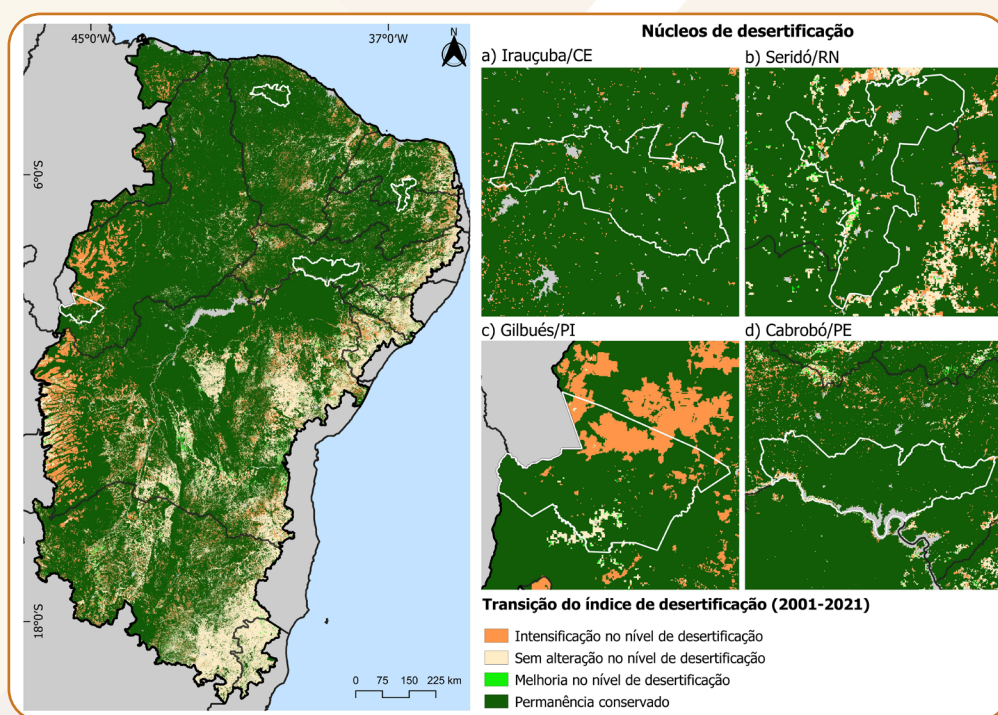 45°0'W
37°0'W
N
6°0'S
18°0'S
0 75 150 225 km
Núcleos de desertificação
a) Irauçuba/CE
b) Seridó/RN
c) Gilbués/PI
d) Cabrobó/PE
Transição do índice de desertificação (2001-2021)
Intensificação no nível de desertificação
Sem alteração no nível de desertificação
Melhoria no nível de desertificação
Permanência conservado